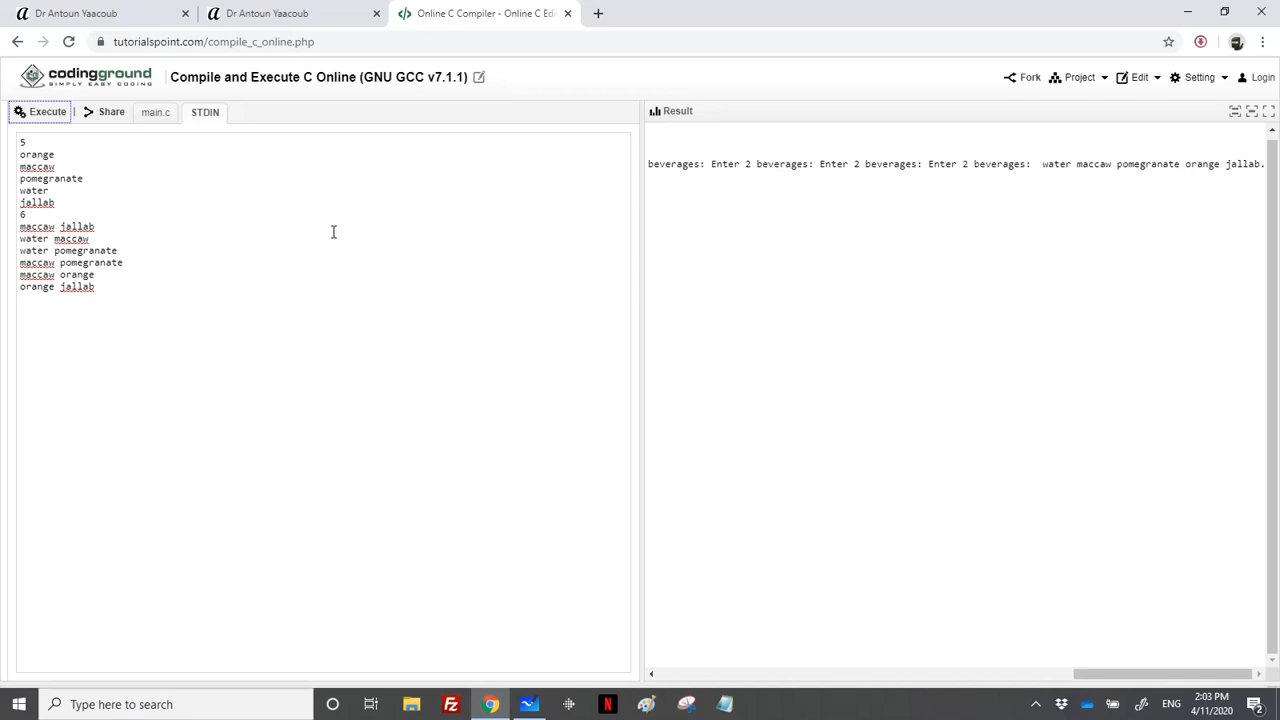 Dr Antoun Yaacoub
Dr Antoun Yaacoub
Online C Compiler - Online C Edi
tutorialspoint.com/compile_c_online.php
codingground
SIMPLY EASY CODING
Compile and Execute C Online (GNU GCC v7.1.1)
Fork
Project
Edit
Setting
Login
Execute
Share
main.c
STDIN
Result
5
orange
maccaw
pomegranate
water
jallab
6
maccaw jallab
water maccaw
water pomegranate
maccaw pomegranate
maccaw orange
orange jallab
beverages: Enter 2 beverages: Enter 2 beverages: Enter 2 beverages:  water maccaw pomegranate orange jallab.
Type here to search
ENG
2:03 PM
4/11/2020
2